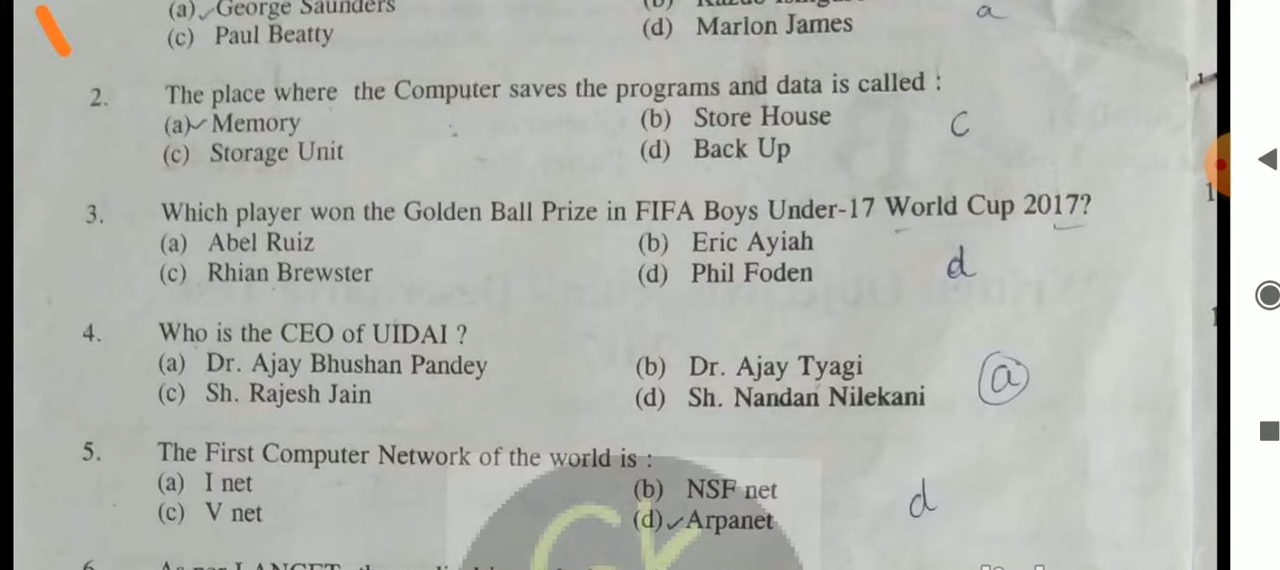 (a) George Saunders
(c) Paul Beatty (d) Marlon James a
2. The place where the Computer saves the programs and data is called :
(a) Memory (b) Store House c
(c) Storage Unit (d) Back Up
3. Which player won the Golden Ball Prize in FIFA Boys Under-17 World Cup 2017? 1
(a) Abel Ruiz (b) Eric Ayiah
(c) Rhian Brewster (d) Phil Foden d
4. Who is the CEO of UIDAI ? 1
(a) Dr. Ajay Bhushan Pandey (b) Dr. Ajay Tyagi a
(c) Sh. Rajesh Jain (d) Sh. Nandan Nilekani
5. The First Computer Network of the world is :
(a) I net (b) NSF net d
(c) V net (d) Arpanet
Gk